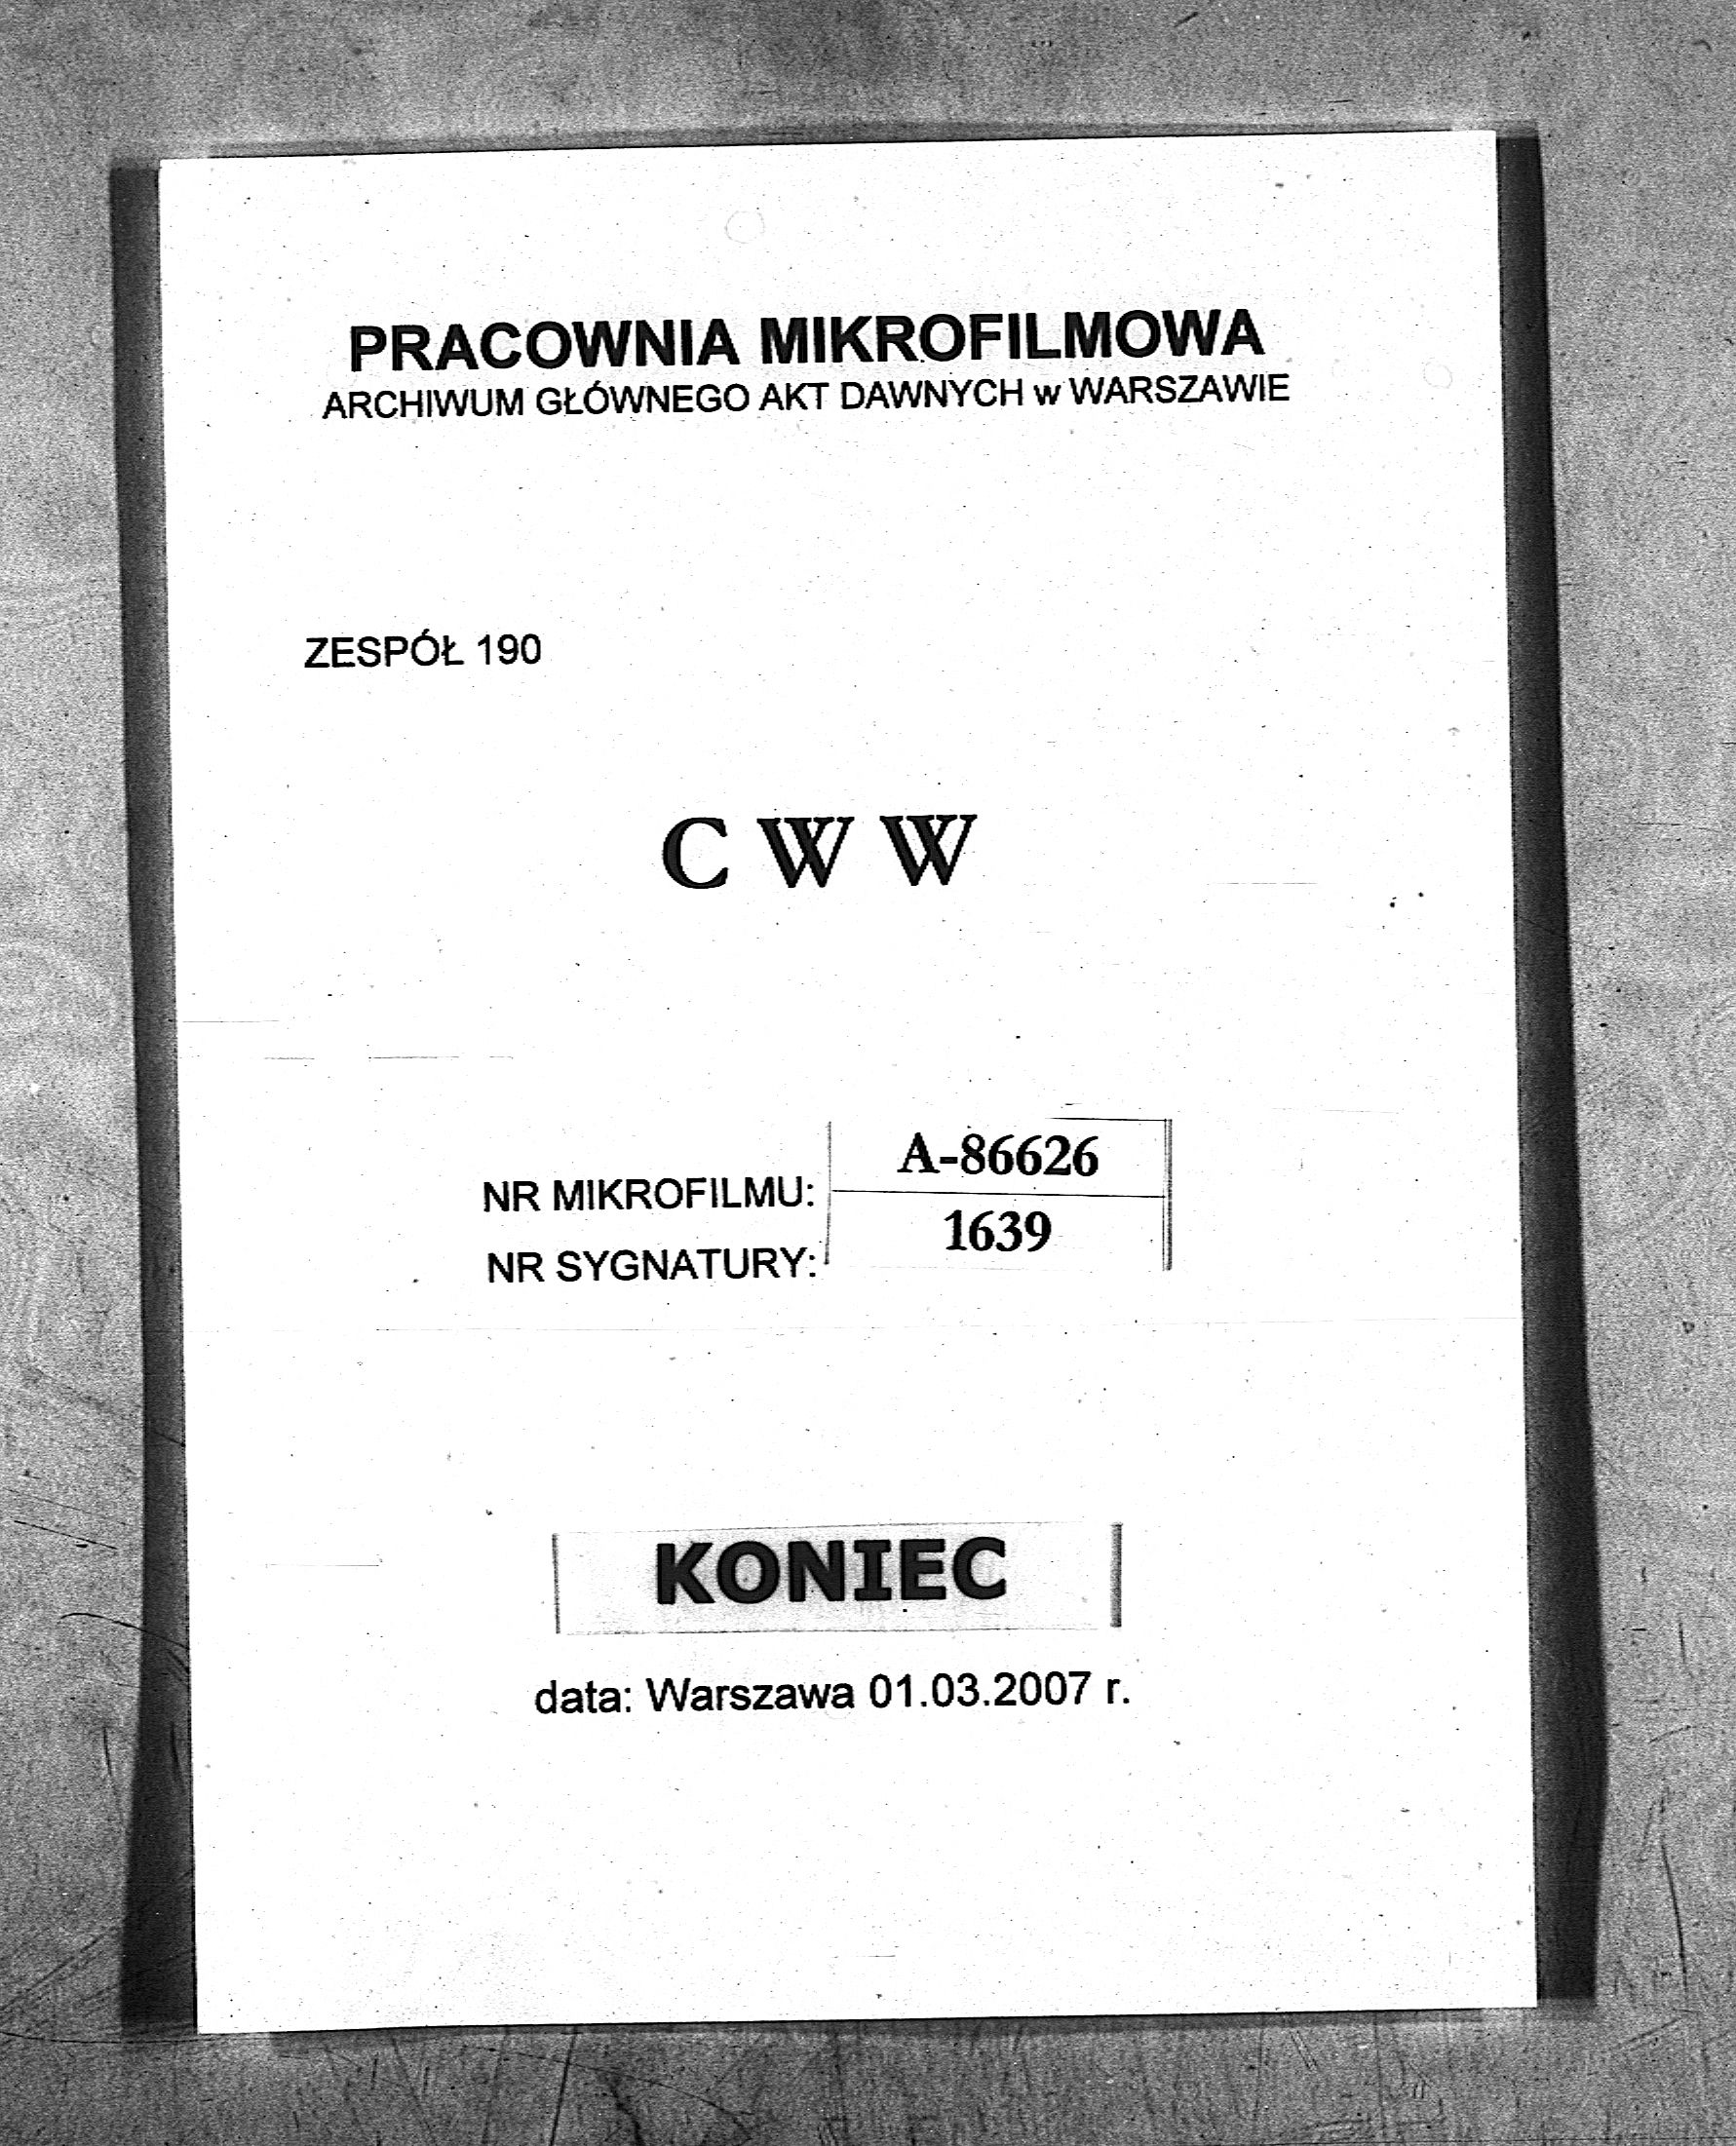 PRACOWNIA MIKROFILMOWA
ARCHIWUM GŁÓWNEGO AKT DAWNYCH w WARSZAWIE
ZESPÓŁ 190
C W W
NR MIKROFILMU: A-86626
NR SYGNATURY: 1639
KONIEC
data: Warszawa 01.03.2007 r.